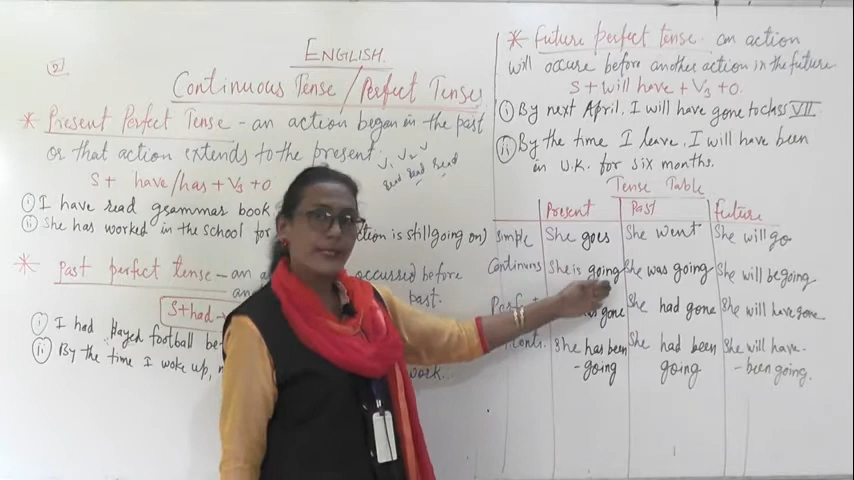 (2)
ENGLISH.
Continuous Tense / Perfect Tenses
* Present Perfect Tense - an action began in the past
or that action extends to the present.
V₁ V₂ V
Read Read Read
S+ have/has + V₃ + O
(i) I have read grammar book
(ii) She has worked in the school for ction is still going on)
* Past perfect tense - an a occurred before
an past.
S+had
(i) I had played football be
(ii) By the time I woke up, work...
* Future perfect tense. an action
will occure before another action in the future
S + will have + V₃ + O.
(i) By next April, I will have gone to class VII.
(ii) By the time I leave, I will have been
in U.K. for six months.
Tense Table
Present Past Future
Simple She goes She went She will go
Continuous She is going She was going She will be going
Perfect as gone She had gone She will have gone
Cont. She has been She had been She will have-
-going going -been going.